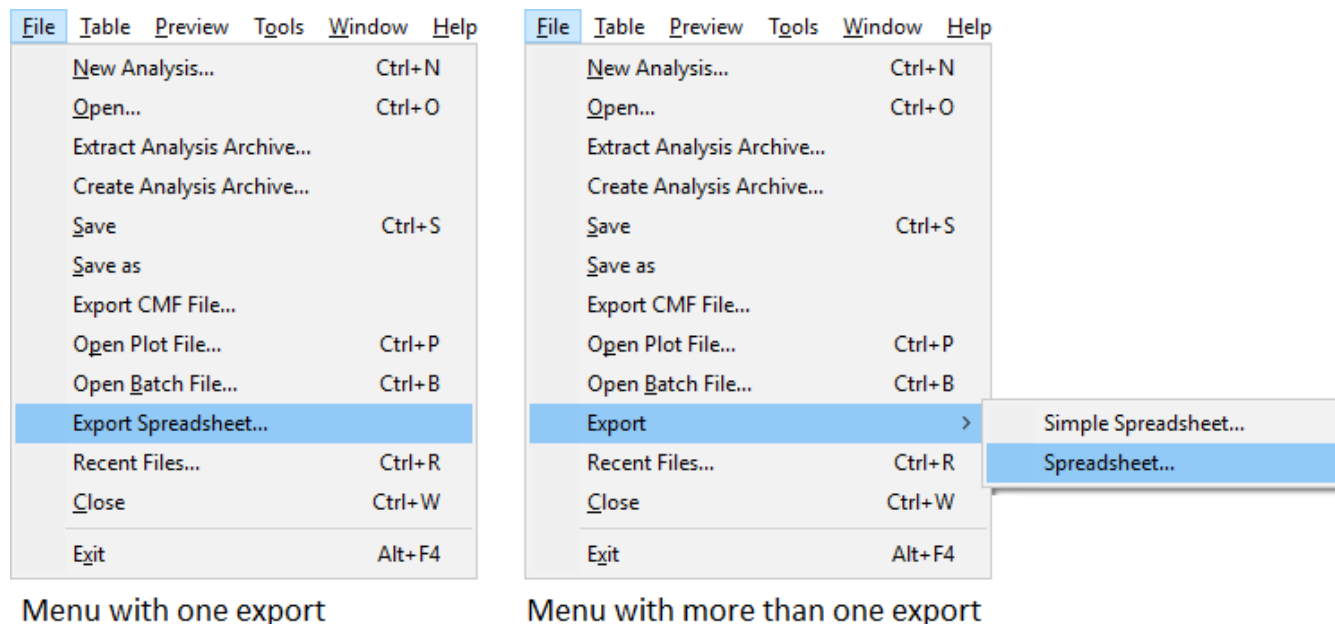 File Table Preview Tools Window Help
New Analysis... Ctrl+N
Open... Ctrl+O
Extract Analysis Archive...
Create Analysis Archive...
Save Ctrl+S
Save as
Export CMF File...
Open Plot File... Ctrl+P
Open Batch File... Ctrl+B
Export Spreadsheet...
Recent Files... Ctrl+R
Close Ctrl+W
Exit Alt+F4
Menu with one export
File Table Preview Tools Window Help
New Analysis... Ctrl+N
Open... Ctrl+O
Extract Analysis Archive...
Create Analysis Archive...
Save Ctrl+S
Save as
Export CMF File...
Open Plot File... Ctrl+P
Open Batch File... Ctrl+B
Export >
Simple Spreadsheet...
Spreadsheet...
Recent Files... Ctrl+R
Close Ctrl+W
Exit Alt+F4
Menu with more than one export